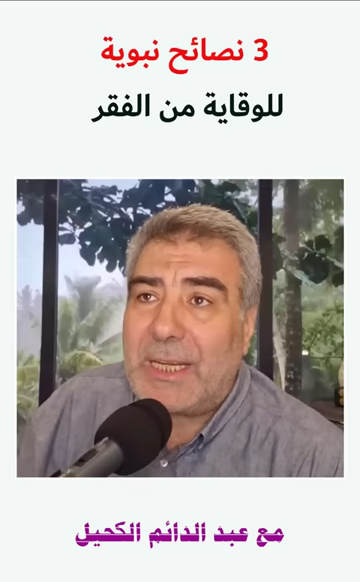 3 نصائح نبوية
للوقاية من الفقر
مع عبد الدائم الكحيل